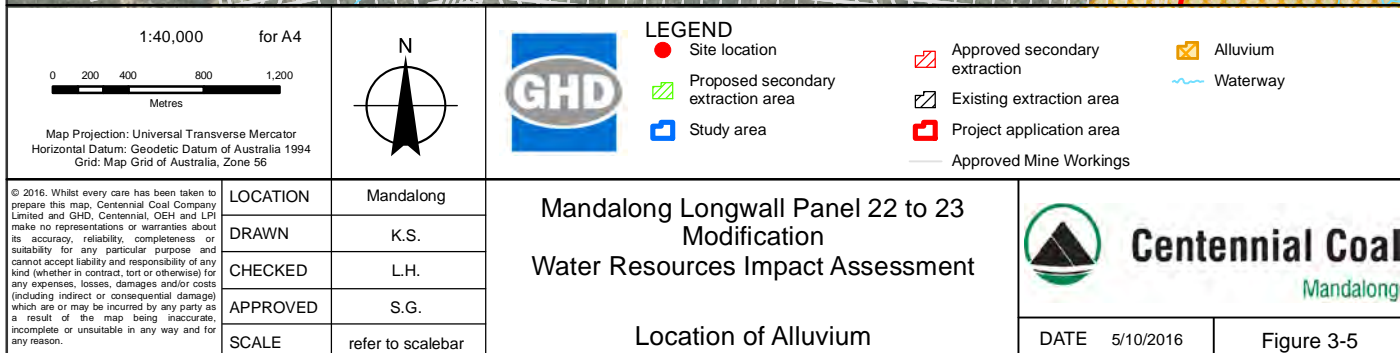 1:40,000 for A4
0 200 400 800 1,200
Metres
Map Projection: Universal Transverse Mercator
Horizontal Datum: Geodetic Datum of Australia 1994
Grid: Map Grid of Australia, Zone 56
N
GHD
LEGEND
Site location
Proposed secondary
extraction area
Study area
Approved secondary
extraction
Existing extraction area
Project application area
Approved Mine Workings
Alluvium
Waterway
© 2016. Whilst every care has been taken to
prepare this map, Centennial Coal Company
Limited and GHD, Centennial, OEH and LPI
make no representations or warranties about
its accuracy, reliability, completeness or
suitability for any particular purpose and
cannot accept liability and responsibility of any
kind (whether in contract, tort or otherwise) for
any expenses, losses, damages and/or costs
(including indirect or consequential damage)
which are or may be incurred by any party as
a result of the map being inaccurate,
incomplete or unsuitable in any way and for
any reason.
LOCATION Mandalong
DRAWN K.S.
CHECKED L.H.
APPROVED S.G.
SCALE refer to scalebar
Mandalong Longwall Panel 22 to 23
Modification
Water Resources Impact Assessment
Location of Alluvium
Centennial Coal
Mandalong
DATE 5/10/2016
Figure 3-5